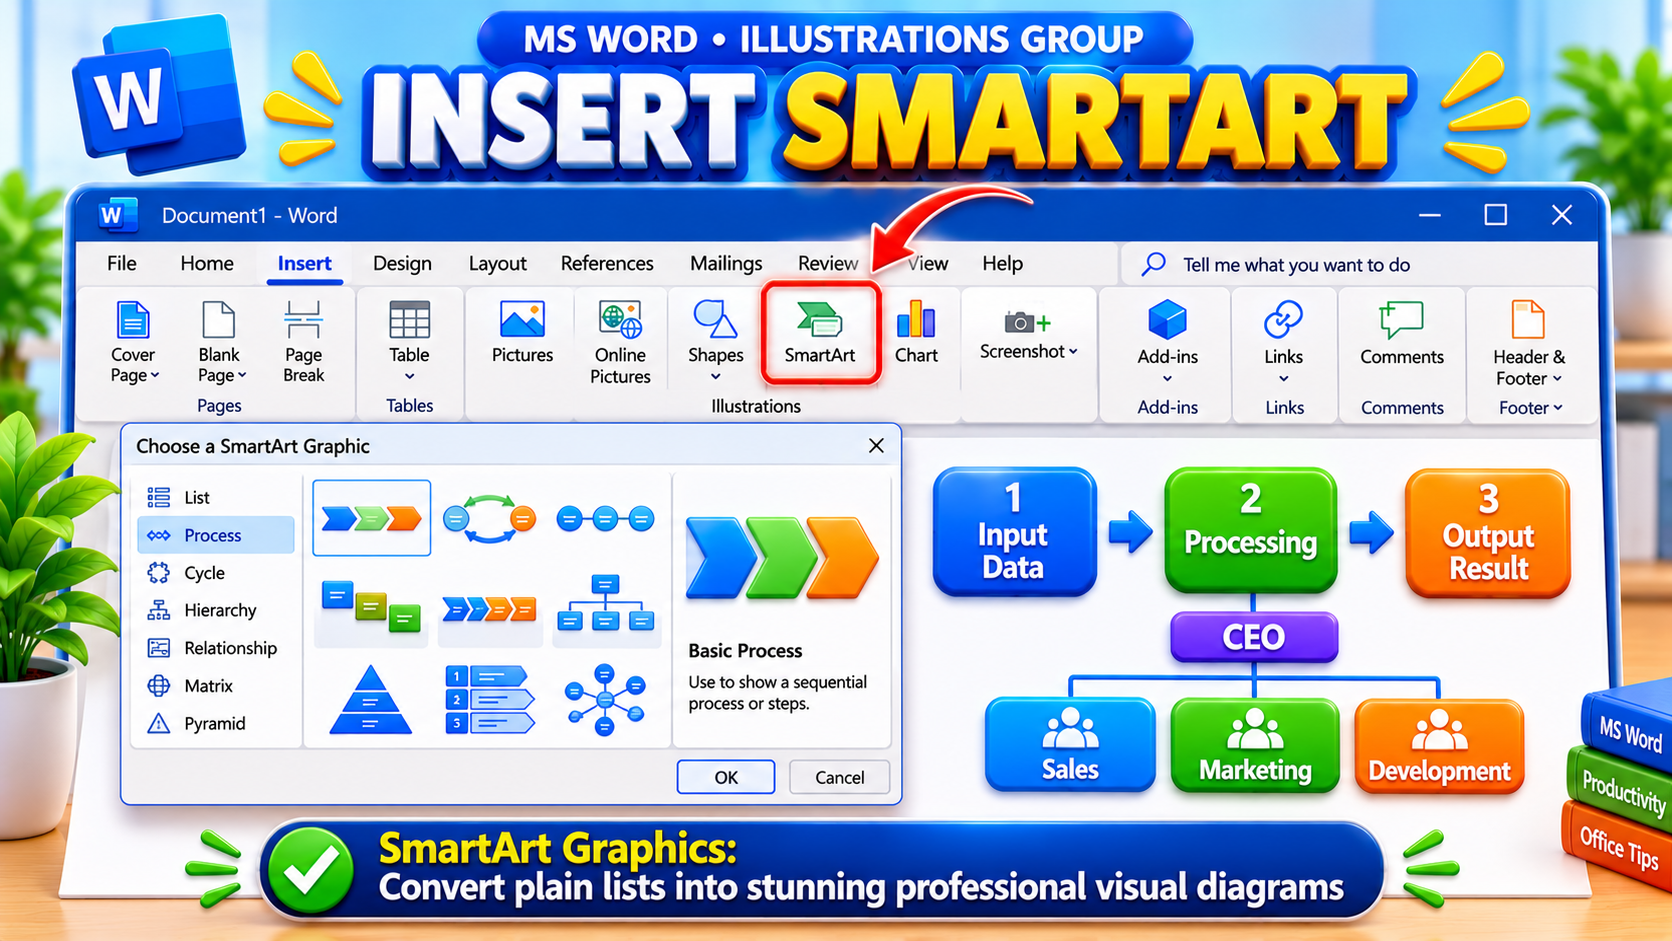 MS WORD • ILLUSTRATIONS GROUP
INSERT SMARTART
W
W
Document1 - Word
File Home Insert Design Layout References Mailings Review View Help
Tell me what you want to do
Cover Page
Blank Page
Page Break
Pages
Table
Tables
Pictures
Online Pictures
Shapes
SmartArt
Chart
Illustrations
Screenshot
Add-ins
Add-ins
Links
Links
Comments
Comments
Header & Footer
Footer
Choose a SmartArt Graphic
List
Process
Cycle
Hierarchy
Relationship
Matrix
Pyramid
1
2
3
Basic Process
Use to show a sequential
process or steps.
OK
Cancel
1
Input
Data
2
Processing
3
Output
Result
CEO
Sales
Marketing
Development
MS Word
Productivity
Office Tips
SmartArt Graphics:
Convert plain lists into stunning professional visual diagrams